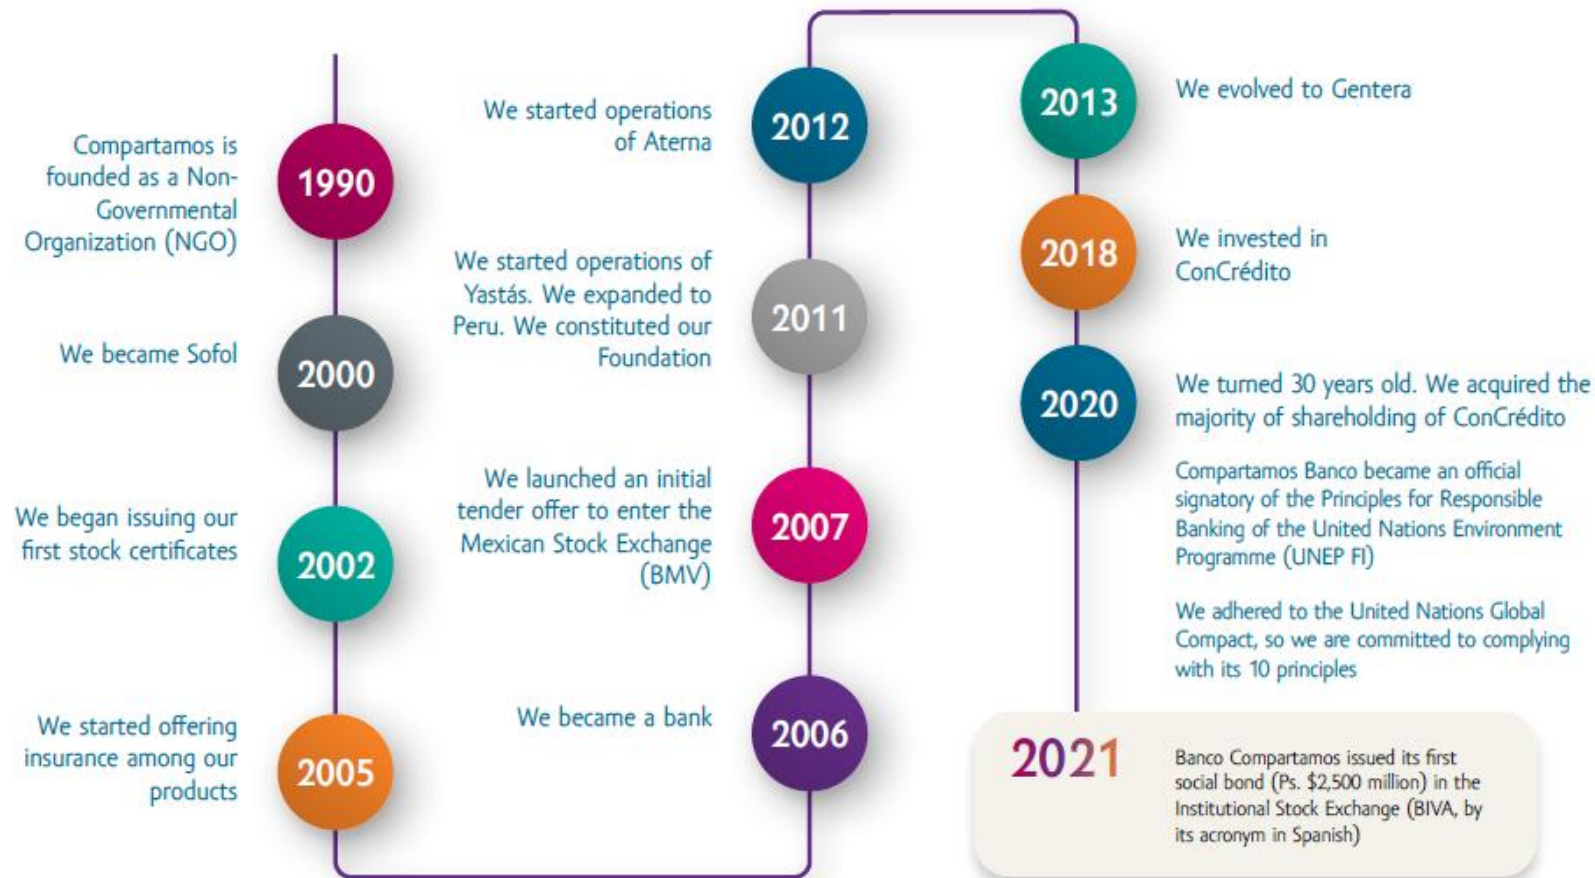 1990
Compartamos is
founded as a Non-
Governmental
Organization (NGO)
2000
We became Sofol
2002
We began issuing our
first stock certificates
2005
We started offering
insurance among our
products
2006
We became a bank
2007
We launched an initial
tender offer to enter the
Mexican Stock Exchange
(BMV)
2011
We started operations of
Yastás. We expanded to
Peru. We constituted our
Foundation
2012
We started operations
of Aterna
2013
We evolved to Gentera
2018
We invested in
ConCrédito
2020
We turned 30 years old. We acquired the
majority of shareholding of ConCrédito
Compartamos Banco became an official
signatory of the Principles for Responsible
Banking of the United Nations Environment
Programme (UNEP FI)
We adhered to the United Nations Global
Compact, so we are committed to complying
with its 10 principles
2021
Banco Compartamos issued its first
social bond (Ps. $2,500 million) in the
Institutional Stock Exchange (BIVA, by
its acronym in Spanish)